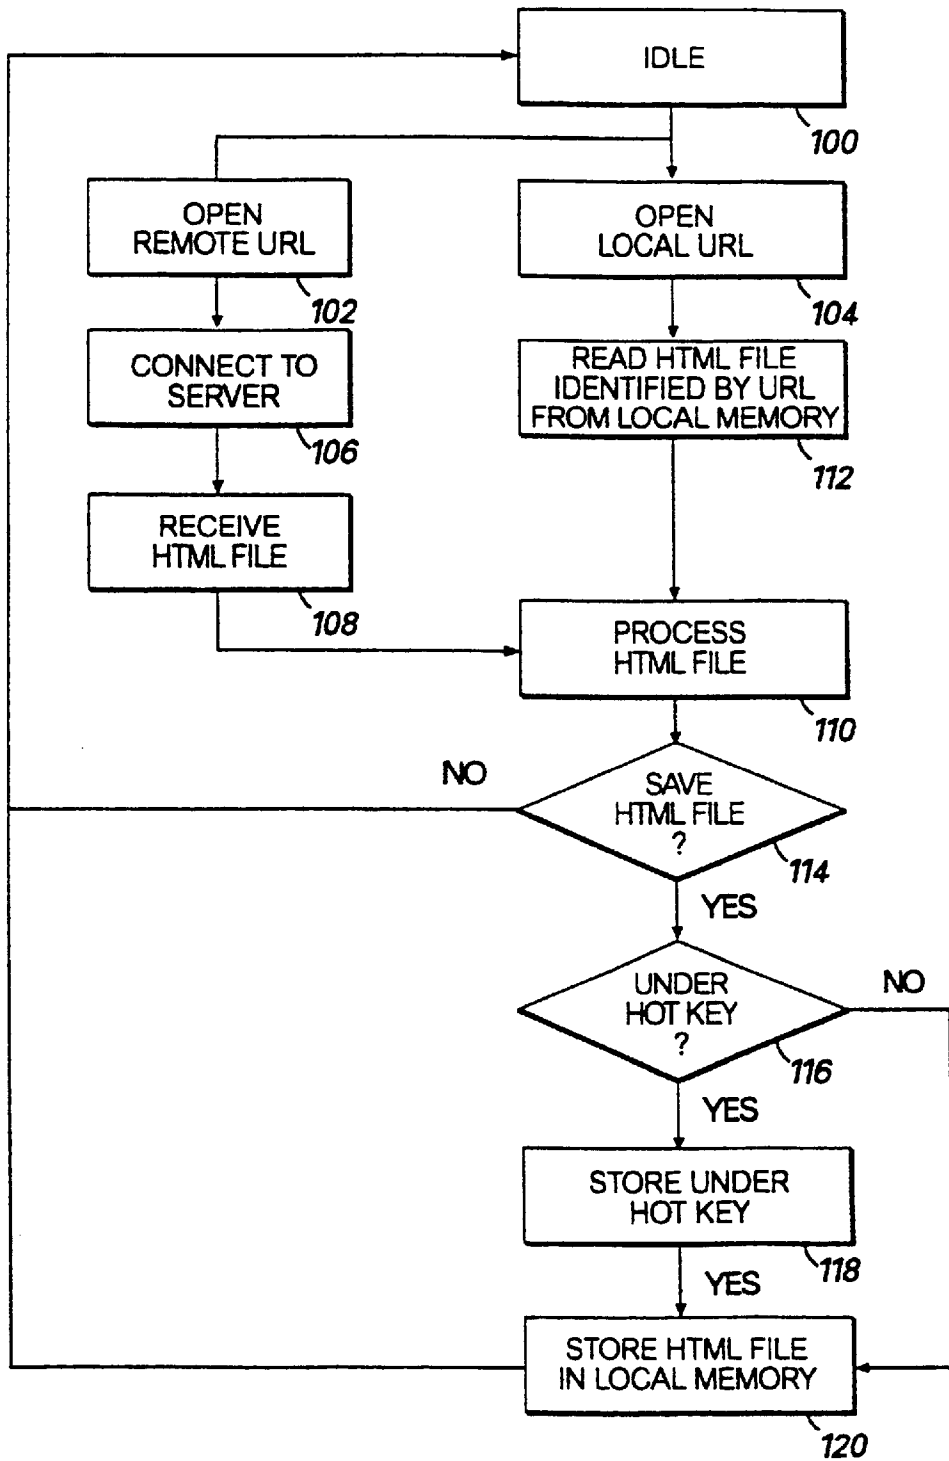 IDLE
100
OPEN
REMOTE URL
102
OPEN
LOCAL URL
104
CONNECT TO
SERVER
106
READ HTML FILE
IDENTIFIED BY URL
FROM LOCAL MEMORY
112
RECEIVE
HTML FILE
108
PROCESS
HTML FILE
110
SAVE
HTML FILE
?
114
NO
YES
UNDER
HOT KEY
?
116
NO
YES
STORE UNDER
HOT KEY
118
YES
STORE HTML FILE
IN LOCAL MEMORY
120